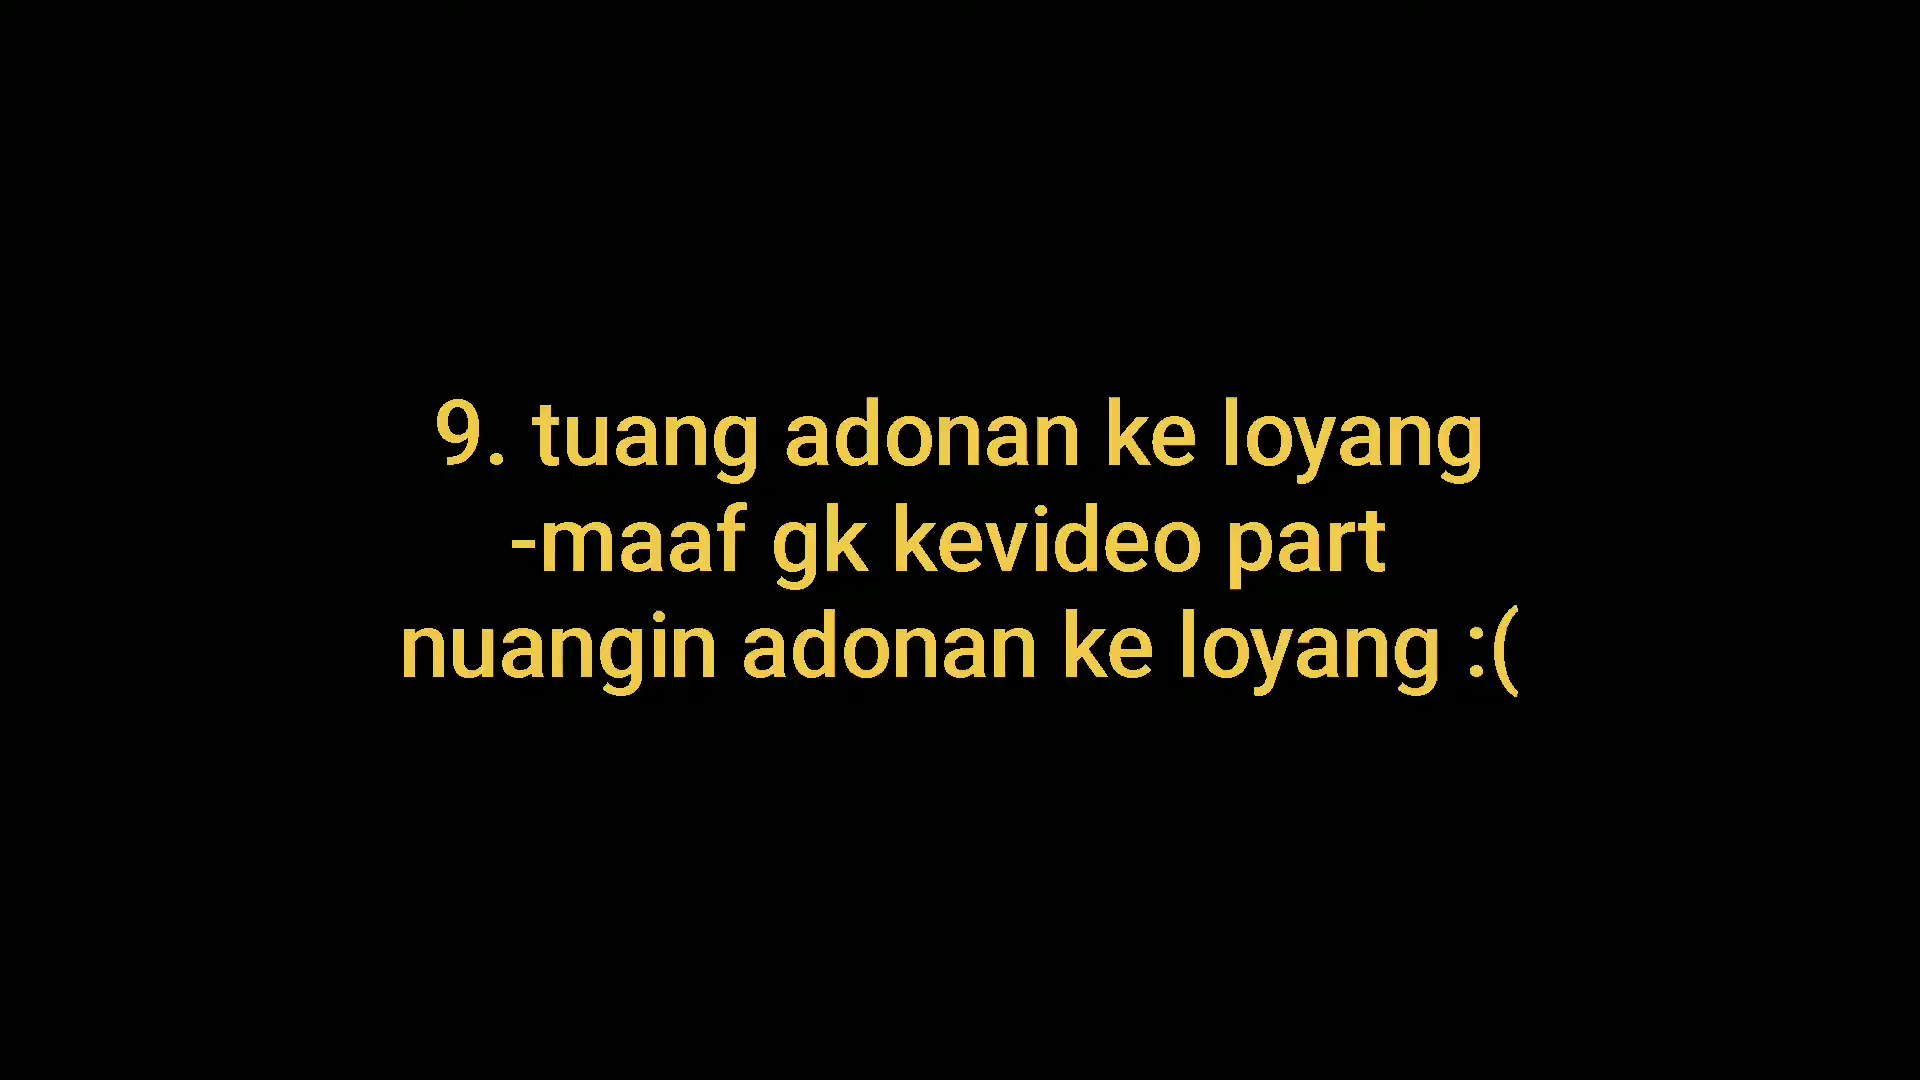 9. tuang adonan ke loyang
-maaf gk kevideo part
nuangin adonan ke loyang :(